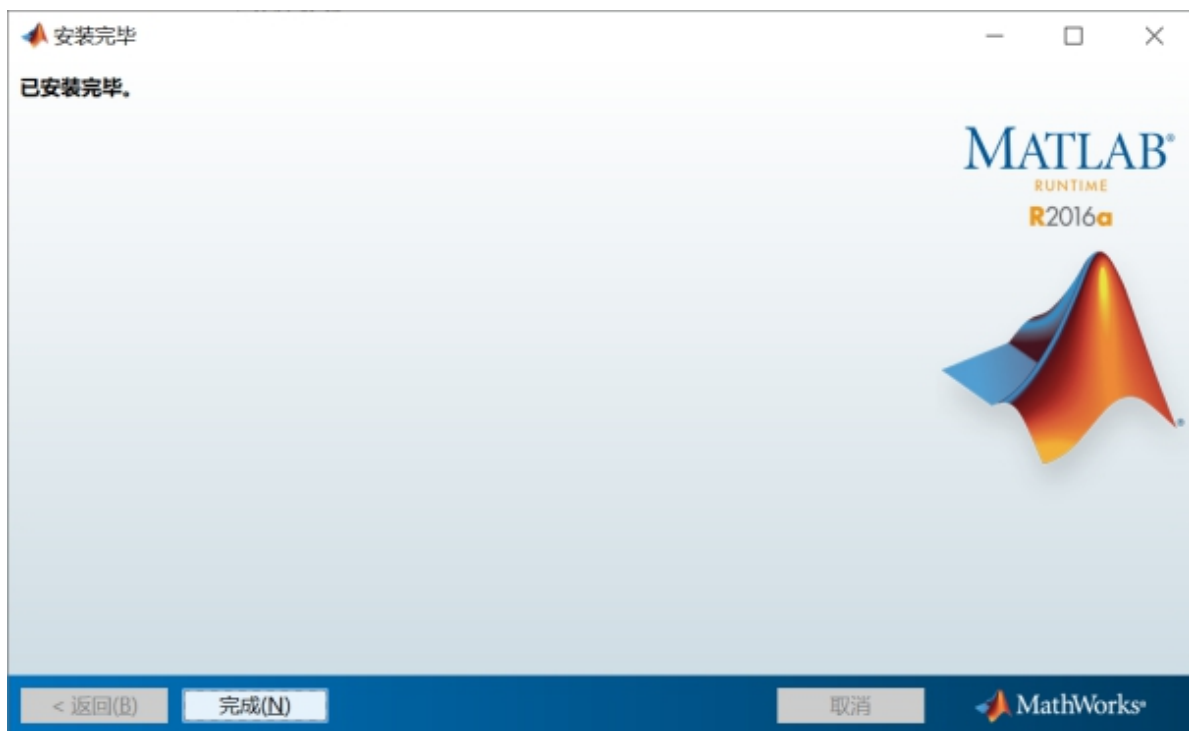 安装完毕
已安装完毕。
MATLAB®
RUNTIME
R2016a
®
< 返回(B)
完成(N)
取消
MathWorks®